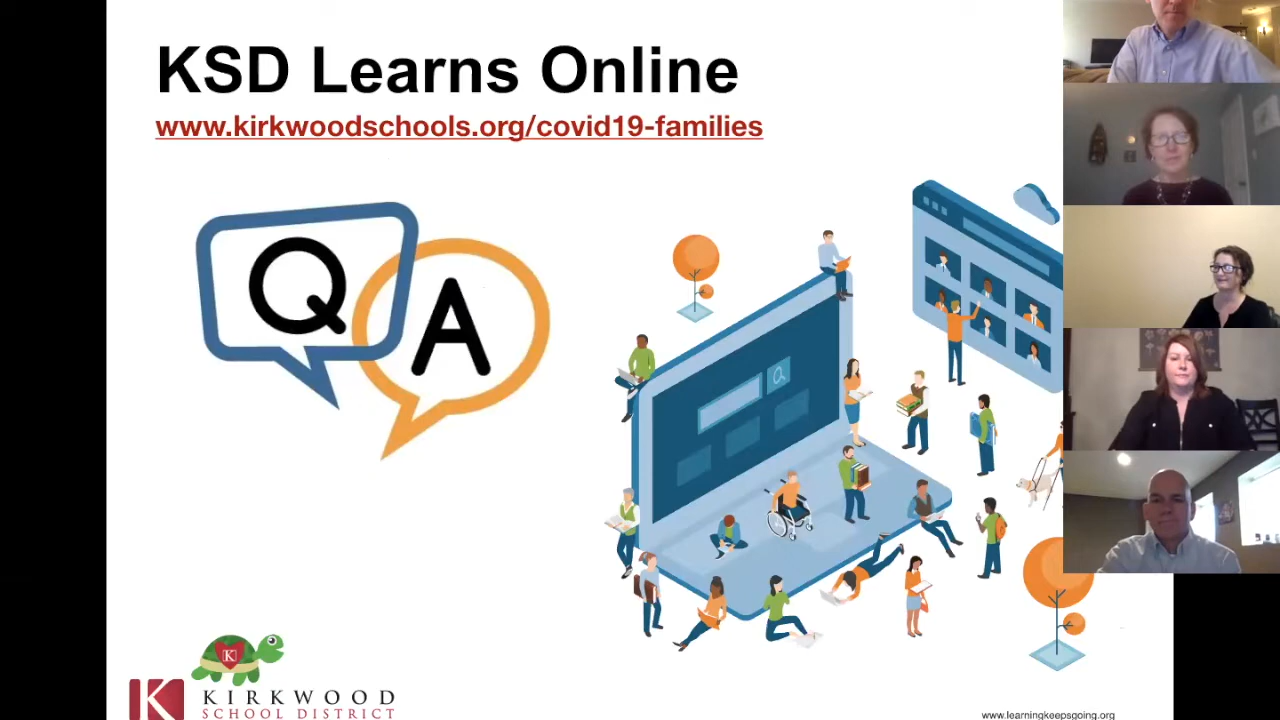 KSD Learns Online
www.kirkwoodschools.org/covid19-families
Q
A
K
K
KIRKWOOD
SCHOOL DISTRICT
www.learningkeepsgoing.org